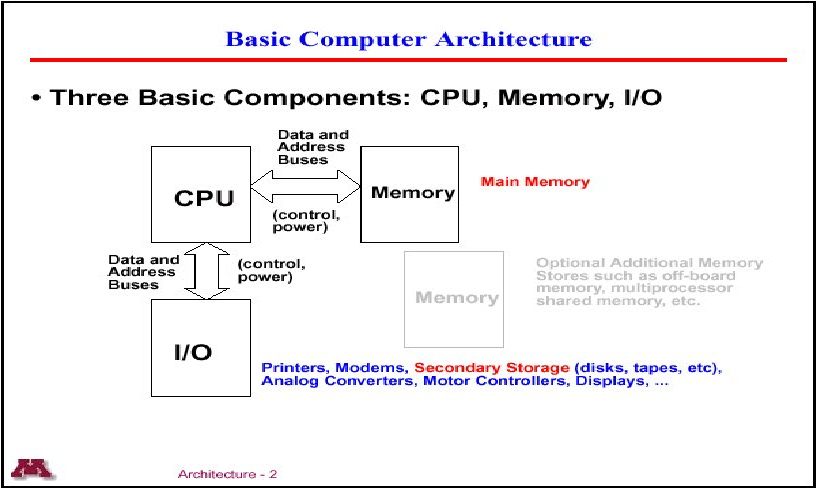 Basic Computer Architecture
• Three Basic Components: CPU, Memory, I/O
Data and
Address
Buses
CPU
Memory
Main Memory
(control,
power)
Data and
Address
Buses
(control,
power)
Memory
Optional Additional Memory
Stores such as off-board
memory, multiprocessor
shared memory, etc.
I/O
Printers, Modems, Secondary Storage (disks, tapes, etc),
Analog Converters, Motor Controllers, Displays, ...
M
Architecture - 2